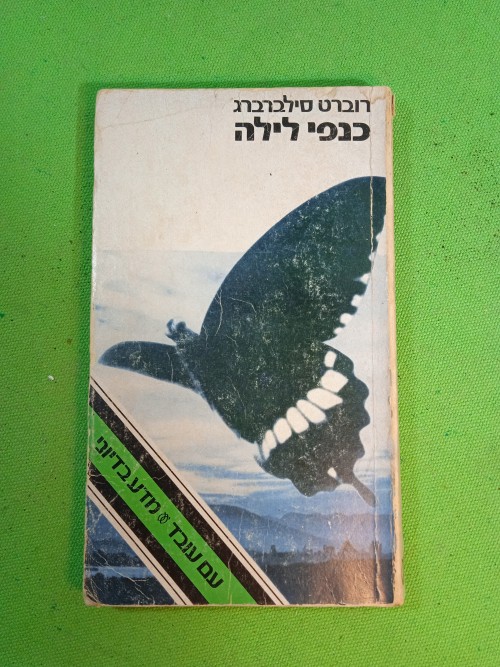 רוברט סילברברג
כנפי לילה
עם עובד מדע בדיוני